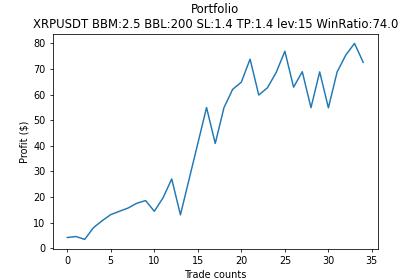 Portfolio
XRPUSDT BBM:2.5 BBL:200 SL:1.4 TP:1.4 lev:15 WinRatio:74.0
80
70
60
50
40
30
20
10
0
Profit ($)
0 5 10 15 20 25 30 35
Trade counts